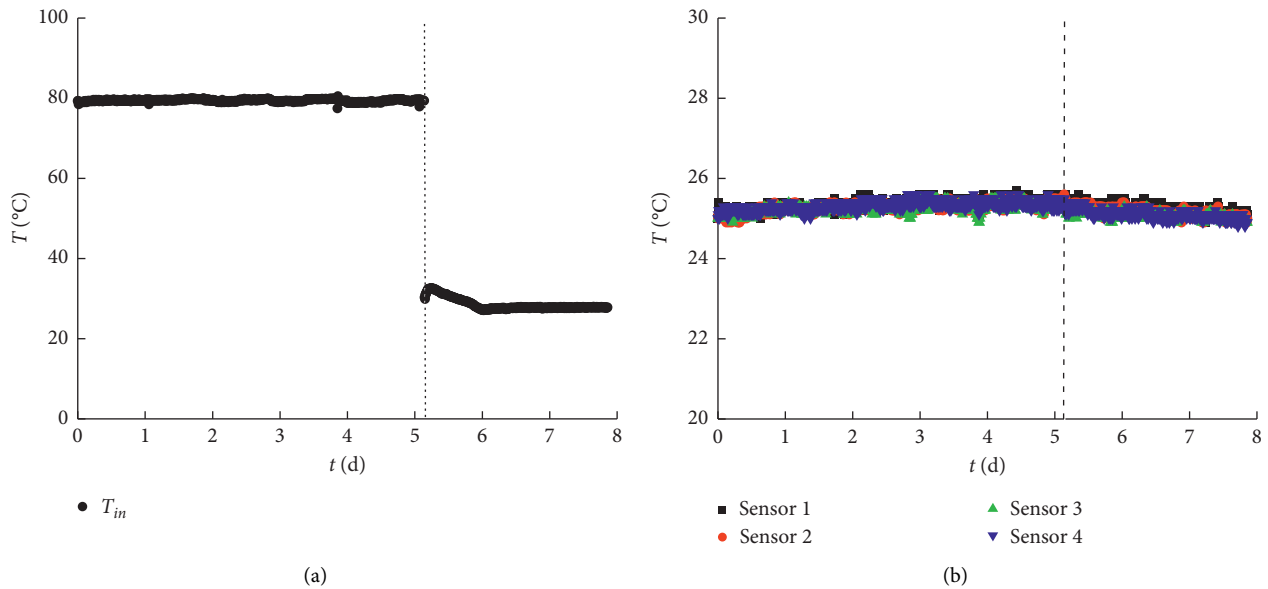 100
80
60
40
20
0
T (°C)
0 1 2 3 4 5 6 7 8
t (d)
T_in
(a)
30
28
26
24
22
20
T (°C)
0 1 2 3 4 5 6 7 8
t (d)
Sensor 1
Sensor 2
Sensor 3
Sensor 4
(b)